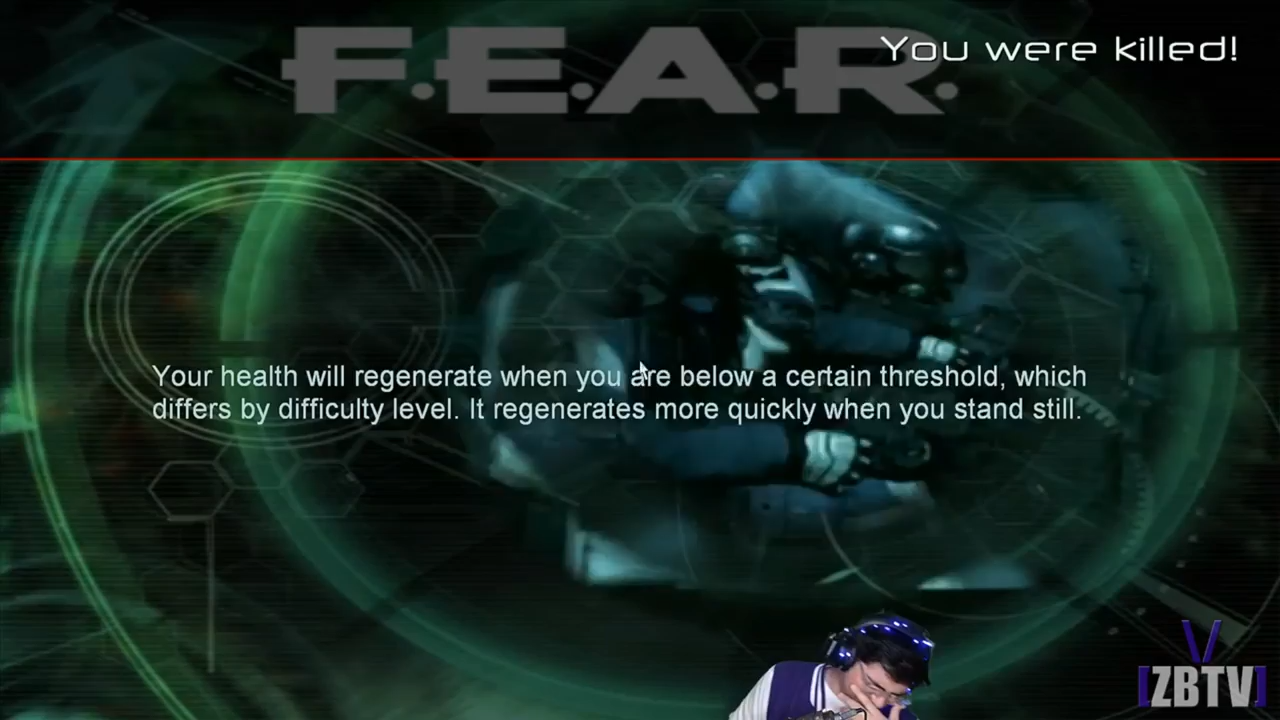 F.E.A.R.
You were killed!
Your health will regenerate when you are below a certain threshold, which
differs by difficulty level. It regenerates more quickly when you stand still.
[ZBTV]